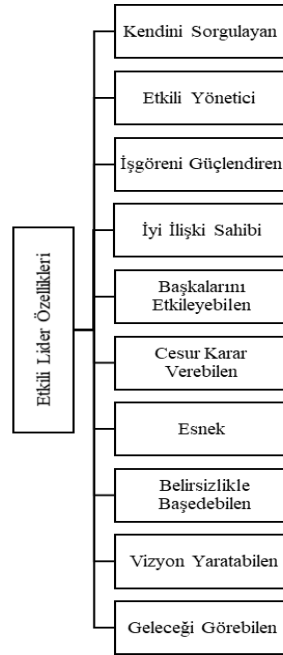 Etkili Lider Özellikleri
Kendini Sorgulayan
Etkili Yönetici
İşgöreni Güçlendiren
İyi İlişki Sahibi
Başkalarını
Etkileyebilen
Cesur Karar
Verebilen
Esnek
Belirsizlikle
Başedebilen
Vizyon Yaratabilen
Geleceği Görebilen